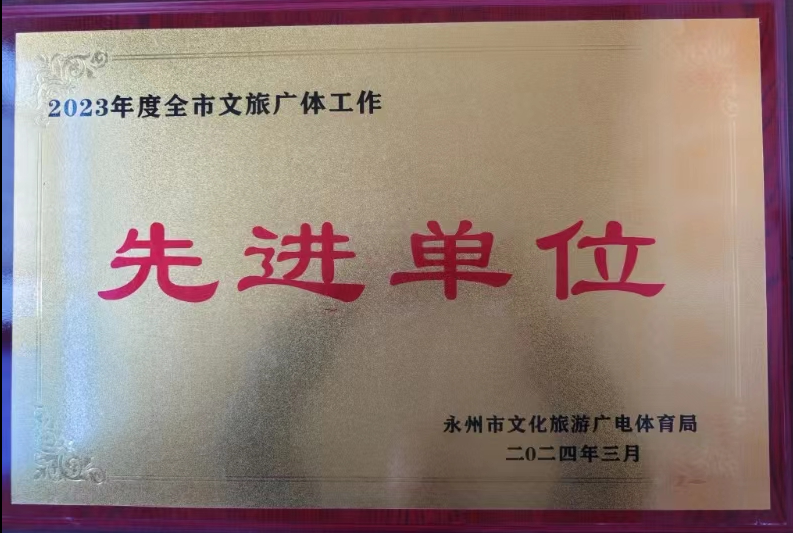 2023年度全市文旅广体工作
先进单位
永州市文化旅游广电体育局
二0二四年三月